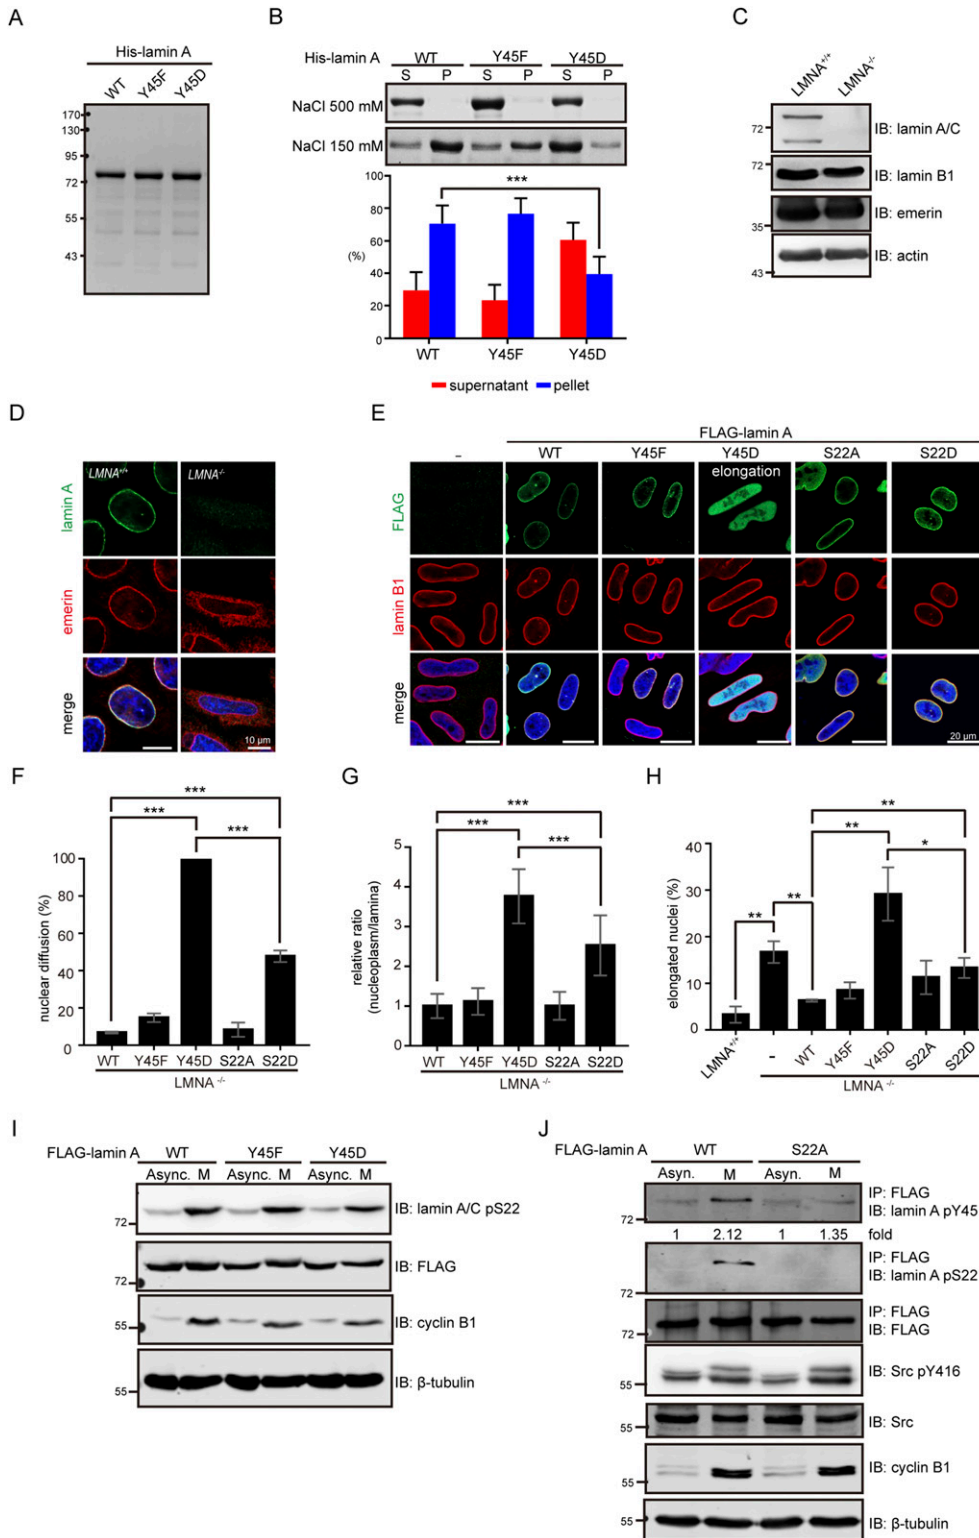 A
His-lamin A
WT Y45F Y45D
170
130
95
72
55
43
B
His-lamin A WT Y45F Y45D
S P S P S P
NaCl 500 mM
NaCl 150 mM
***
100
80
60
(%)
40
20
0
WT Y45F Y45D
supernatant pellet
C
LMNA+/+ LMNA-/-
72 IB: lamin A/C
72 IB: lamin B1
35 IB: emerin
43 IB: actin
D
LMNA+/+ LMNA-/-
lamin A
emerin
merge
10 µm
E
FLAG-lamin A
– WT Y45F Y45D S22A S22D
elongation
FLAG
lamin B1
merge
20 µm
F
***
*** ***
100
80
60
40
20
0
nuclear diffusion (%)
WT Y45F Y45D S22A S22D
LMNA -/-
G
***
*** ***
5
4
3
2
1
0
relative ratio
(nucleoplasm/lamina)
WT Y45F Y45D S22A S22D
LMNA -/-
H
**
** *
** **
40
30
20
10
0
elongated nuclei (%)
LMNA+/+ – WT Y45F Y45D S22A S22D
LMNA -/-
I
FLAG-lamin A WT Y45F Y45D
Async. M Async. M Async. M
72 IB: lamin A/C pS22
72 IB: FLAG
55 IB: cyclin B1
55 IB: β-tubulin
J
FLAG-lamin A WT S22A
Asyn. M Asyn. M
72 IP: FLAG
IB: lamin A pY45
1 2.12 1 1.35 fold
72 IP: FLAG
IB: lamin A pS22
72 IP: FLAG
IB: FLAG
55 IB: Src pY416
55 IB: Src
55 IB: cyclin B1
55 IB: β-tubulin